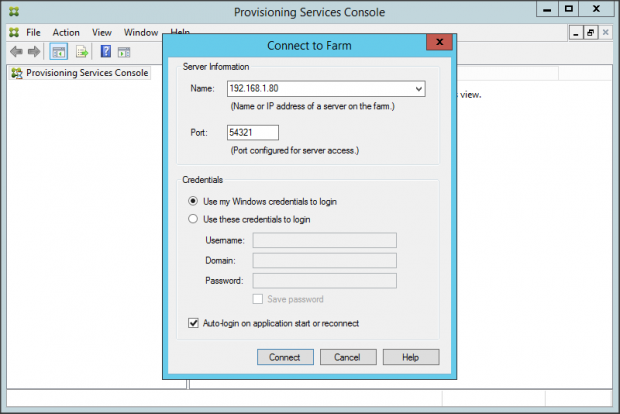 Provisioning Services Console
File Action View Window Help
Provisioning Services Console
s view.
Connect to Farm
Server Information
Name: 192.168.1.80
(Name or IP address of a server on the farm.)
Port: 54321
(Port configured for server access.)
Credentials
Use my Windows credentials to login
Use these credentials to login
Username:
Domain:
Password:
Save password
Auto-login on application start or reconnect
Connect Cancel Help